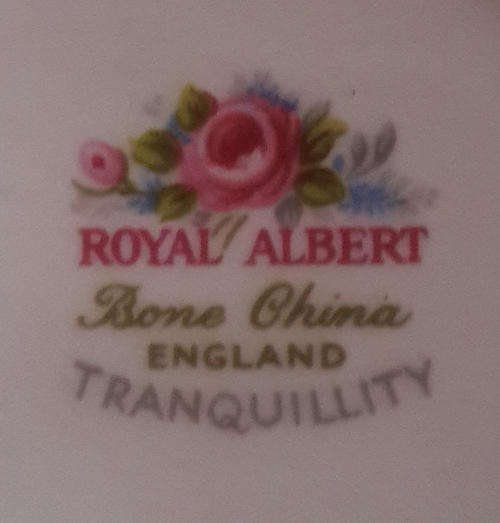 ROYAL ALBERT
Bone China
ENGLAND
TRANQUILLITY